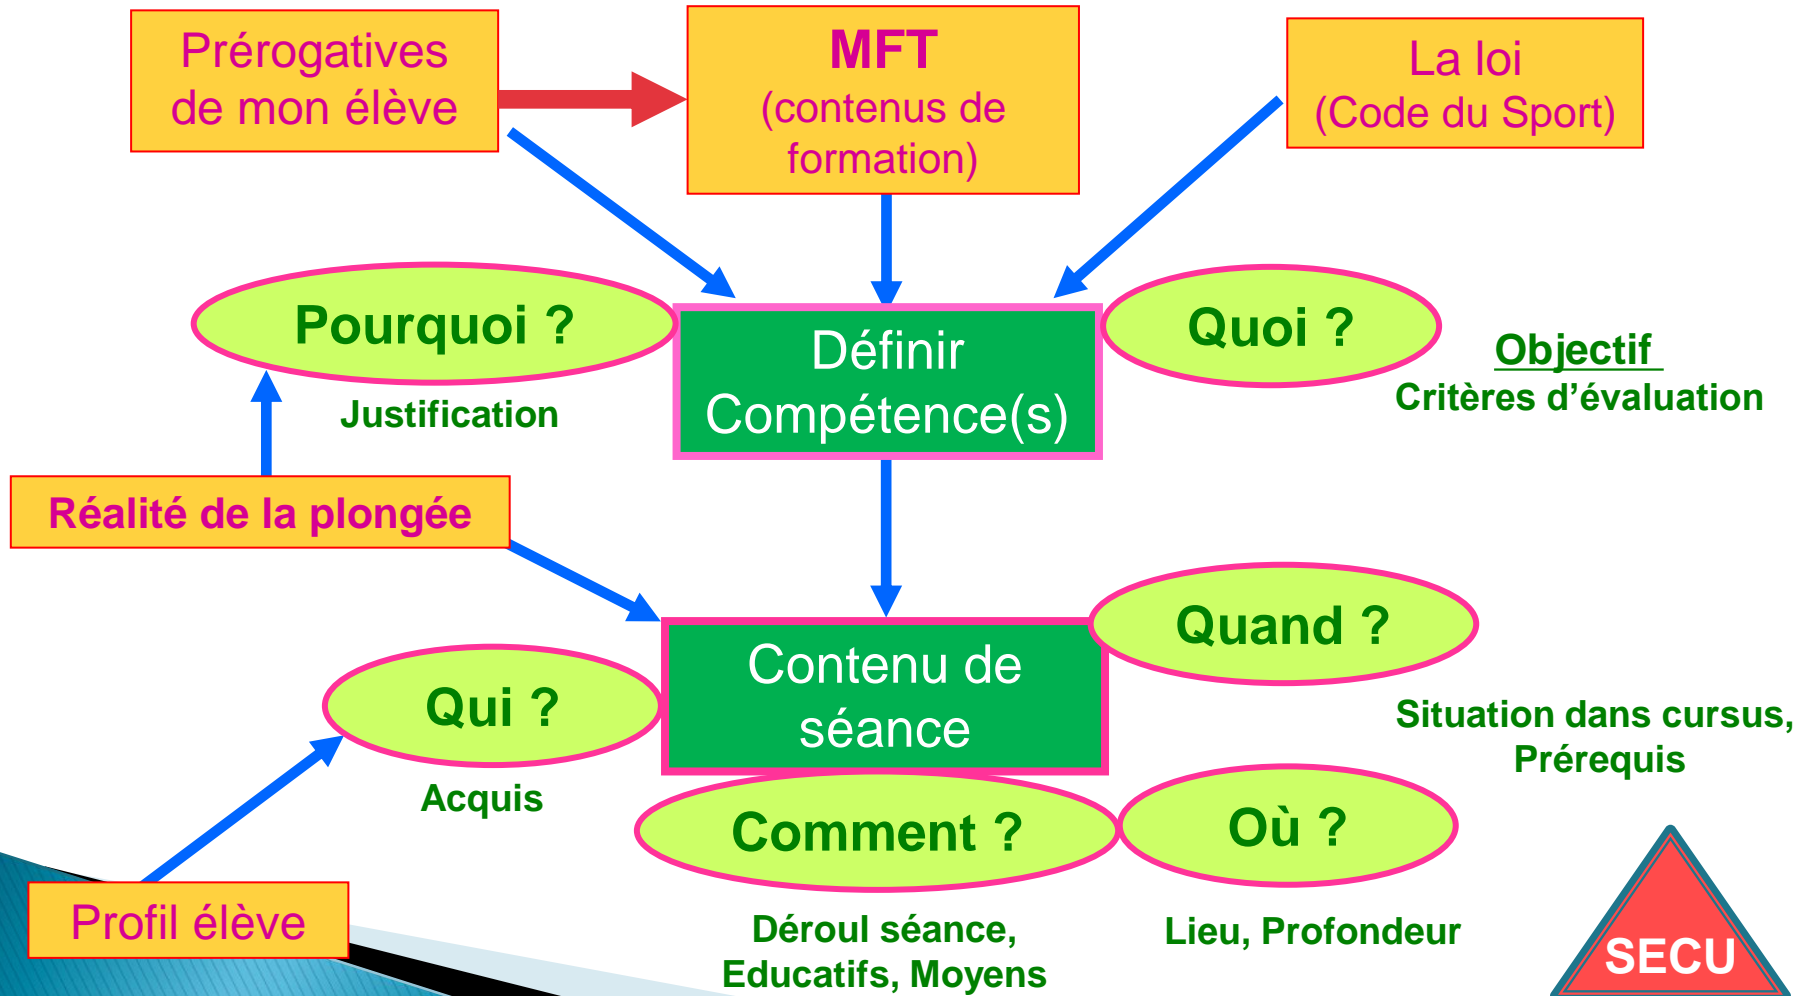 Prérogatives
de mon élève
MFT
(contenus de
formation)
La loi
(Code du Sport)
Pourquoi ?
Justification
Définir
Compétence(s)
Quoi ?
Objectif
Critères d’évaluation
Réalité de la plongée
Quand ?
Situation dans cursus,
Prérequis
Contenu de
séance
Qui ?
Acquis
Comment ?
Déroul séance,
Educatifs, Moyens
Où ?
Lieu, Profondeur
Profil élève
SECU